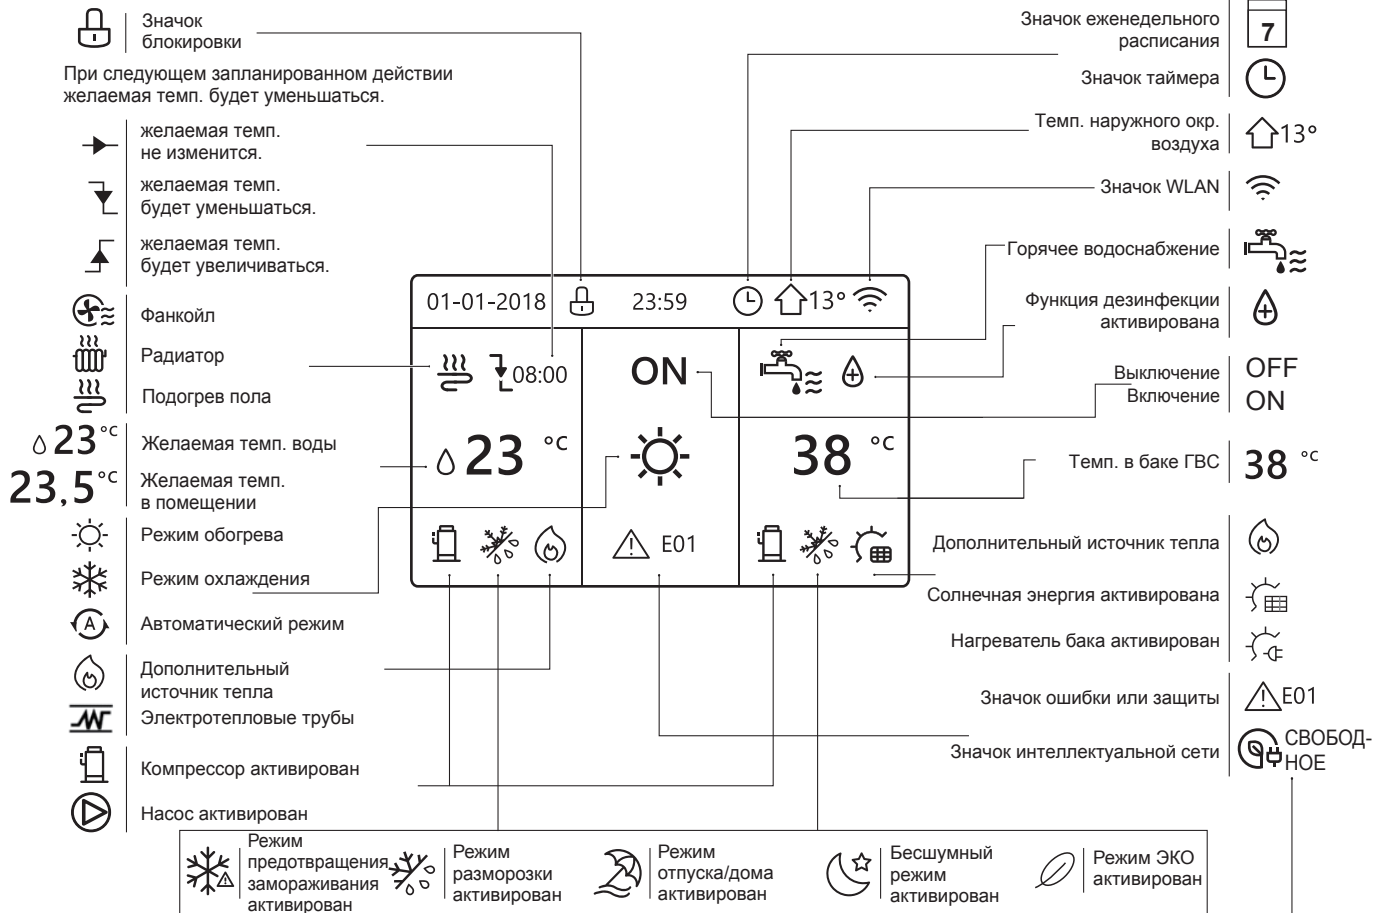 Значок
блокировки
При следующем запланированном действии
желаемая темп. будет уменьшаться.
желаемая темп.
не изменится.
желаемая темп.
будет уменьшаться.
желаемая темп.
будет увеличиваться.
Фанкойл
Радиатор
Подогрев пола
23°C
Желаемая темп. воды
23,5°C
Желаемая темп.
в помещении
Режим обогрева
Режим охлаждения
A
Автоматический режим
Дополнительный
источник тепла
Электротепловые трубы
Компрессор активирован
Насос активирован
01-01-2018
23:59
13°
08:00
ON
23 °C
38 °C
E01
Значок еженедельного
расписания
7
Значок таймера
Темп. наружного окр.
воздуха
13°
Значок WLAN
Горячее водоснабжение
Функция дезинфекции
активирована
Выключение
OFF
Включение
ON
Темп. в баке ГВС
38 °C
Дополнительный источник тепла
Солнечная энергия активирована
Нагреватель бака активирован
Значок ошибки или защиты
E01
Значок интеллектуальной сети
СВОБОД-
НОЕ
Режим
предотвращения
замораживания
активирован
Режим
разморозки
активирован
Режим
отпуска/дома
активирован
Бесшумный
режим
активирован
Режим ЭКО
активирован